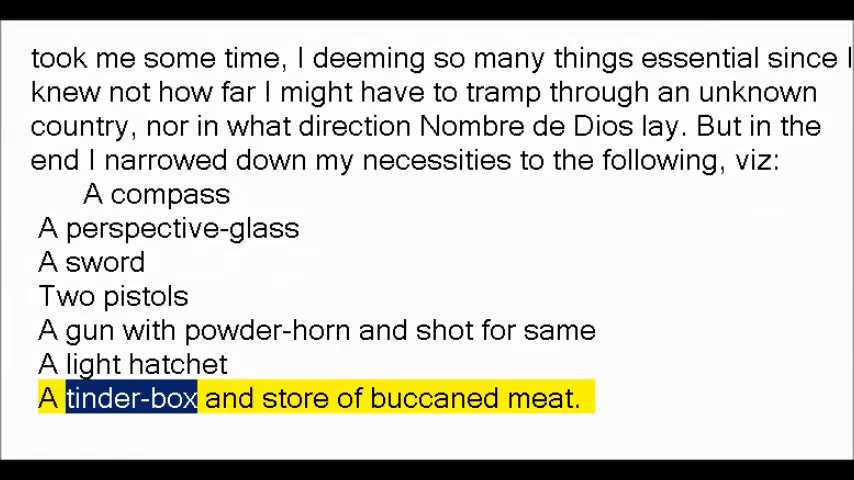 took me some time, I deeming so many things essential since I
knew not how far I might have to tramp through an unknown
country, nor in what direction Nombre de Dios lay. But in the
end I narrowed down my necessities to the following, viz:
A compass
A perspective-glass
A sword
Two pistols
A gun with powder-horn and shot for same
A light hatchet
A tinder-box and store of buccaned meat.